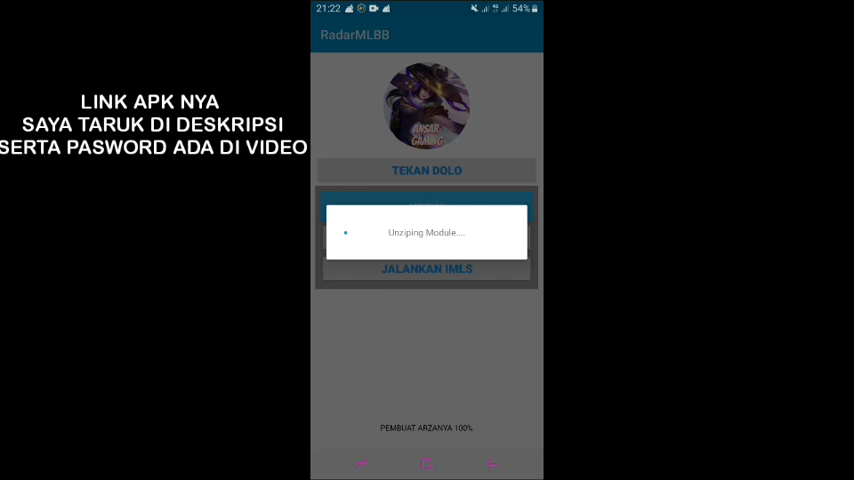 21:22
54%
RadarMLBB
LINK APK NYA
SAYA TARUK DI DESKRIPSI
SERTA PASWORD ADA DI VIDEO
ANSAR
GAMING
TEKAN DOLO
Unziping Module....
JALANKAN IMLS
PEMBUAT ARZANYA 100%